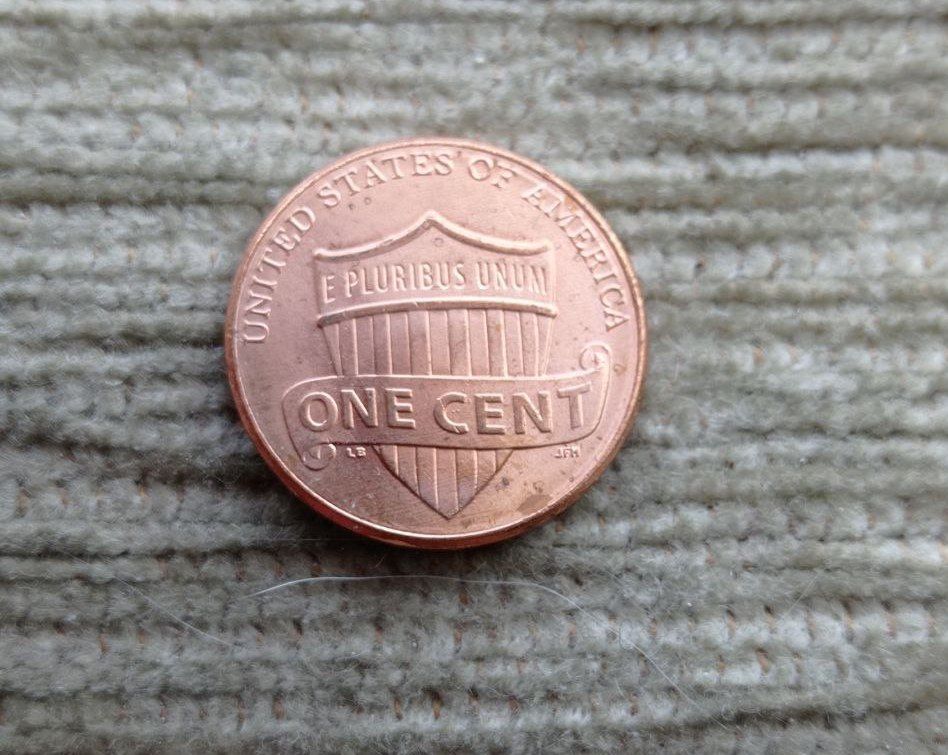 UNITED STATES OF AMERICA
E PLURIBUS UNUM
ONE CENT
LB JFM